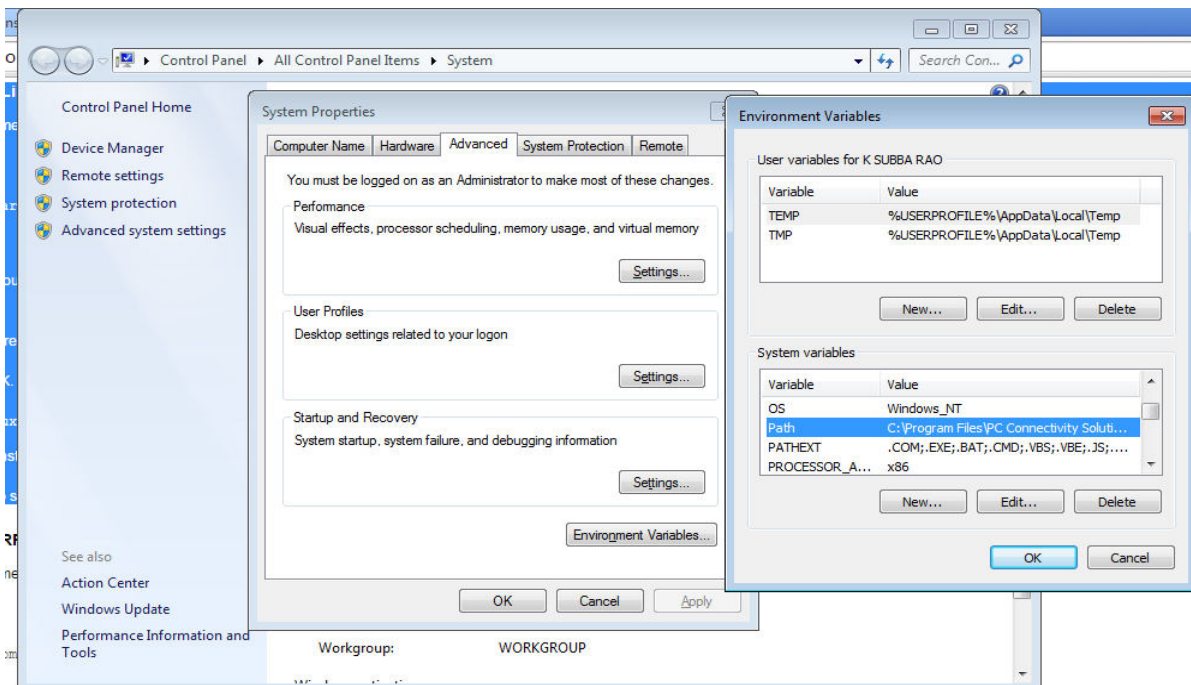 Control Panel ▸ All Control Panel Items ▸ System
Search Con...
Control Panel Home
Device Manager
Remote settings
System protection
Advanced system settings
See also
Action Center
Windows Update
Performance Information and
Tools
System Properties
Computer Name Hardware Advanced System Protection Remote
You must be logged on as an Administrator to make most of these changes.
Performance
Visual effects, processor scheduling, memory usage, and virtual memory
Settings...
User Profiles
Desktop settings related to your logon
Settings...
Startup and Recovery
System startup, system failure, and debugging information
Settings...
Environment Variables...
OK Cancel Apply
Workgroup: WORKGROUP
Environment Variables
User variables for K SUBBA RAO
Variable Value
TEMP %USERPROFILE%\AppData\Local\Temp
TMP %USERPROFILE%\AppData\Local\Temp
New... Edit... Delete
System variables
Variable Value
OS Windows_NT
Path C:\Program Files\PC Connectivity Soluti...
PATHEXT .COM;.EXE;.BAT;.CMD;.VBS;.VBE;.JS;....
PROCESSOR_A... x86
New... Edit... Delete
OK Cancel